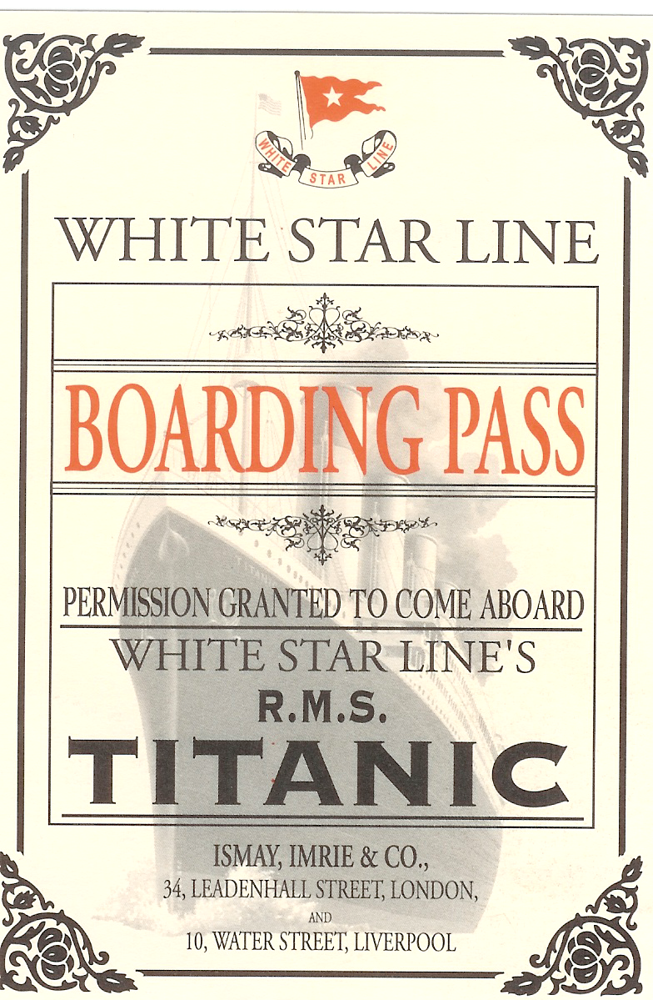 WHITE STAR LINE
WHITE STAR LINE
BOARDING PASS
TITANIC
PERMISSION GRANTED TO COME ABOARD
WHITE STAR LINE'S
R.M.S.
TITANIC
ISMAY, IMRIE & CO.,
34, LEADENHALL STREET, LONDON,
AND
10, WATER STREET, LIVERPOOL